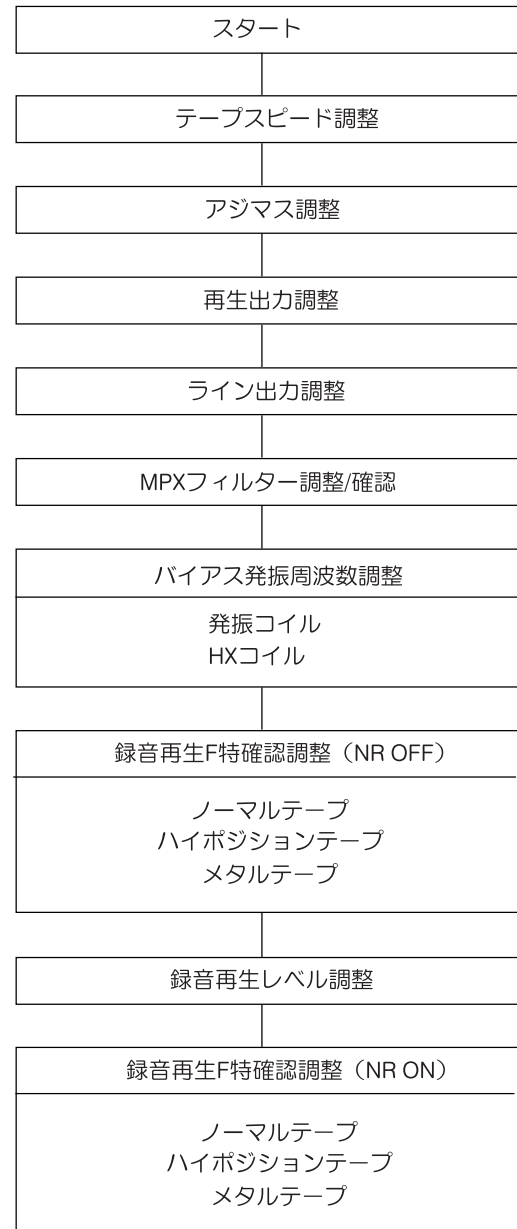 スタート
テープスピード調整
アジマス調整
再生出力調整
ライン出力調整
MPXフィルター調整/確認
バイアス発振周波数調整
発振コイル
HXコイル
録音再生F特確認調整（NR OFF）
ノーマルテープ
ハイポジションテープ
メタルテープ
録音再生レベル調整
録音再生F特確認調整（NR ON）
ノーマルテープ
ハイポジションテープ
メタルテープ